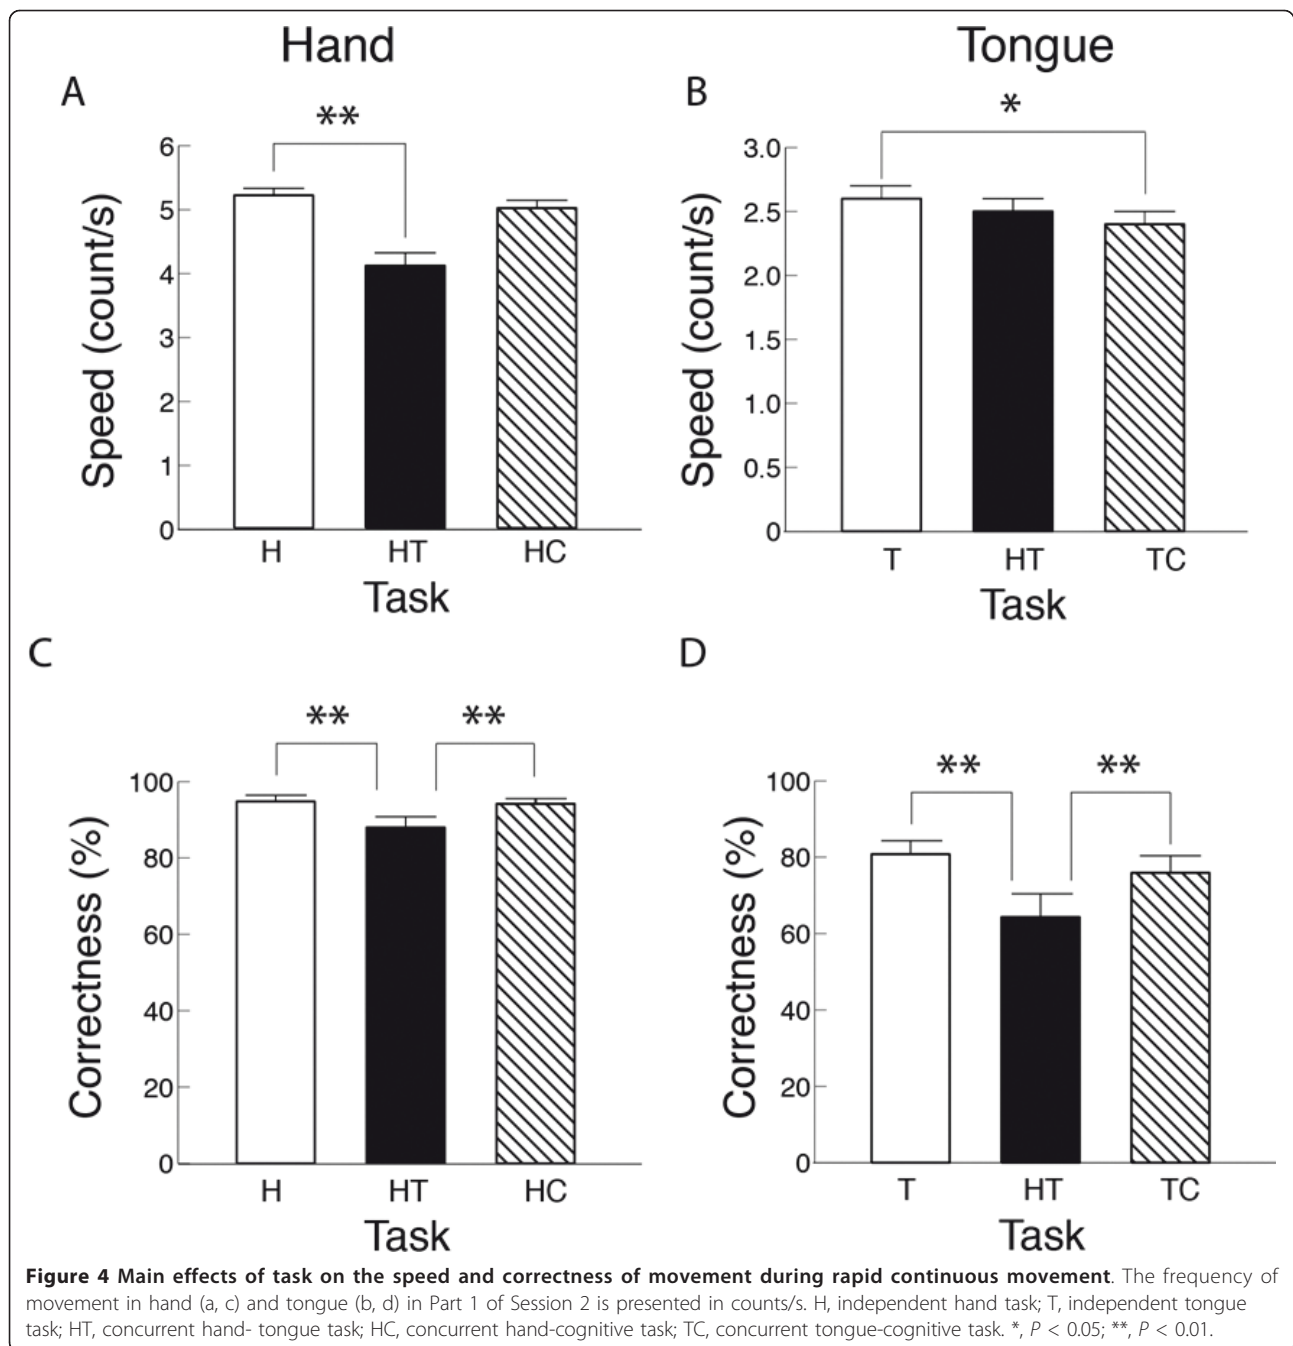 Hand
Tongue
A
**
6
5
4
3
2
1
0
Speed (count/s)
H HT HC
Task
B
*
3.0
2.5
2.0
1.5
1.0
0.5
0
Speed (count/s)
T HT TC
Task
C
** **
100
80
60
40
20
0
Correctness (%)
H HT HC
Task
D
** **
100
80
60
40
20
0
Correctness (%)
T HT TC
Task
Figure 4 Main effects of task on the speed and correctness of movement during rapid continuous movement. The frequency of
movement in hand (a, c) and tongue (b, d) in Part 1 of Session 2 is presented in counts/s. H, independent hand task; T, independent tongue
task; HT, concurrent hand- tongue task; HC, concurrent hand-cognitive task; TC, concurrent tongue-cognitive task. *, P < 0.05; **, P < 0.01.